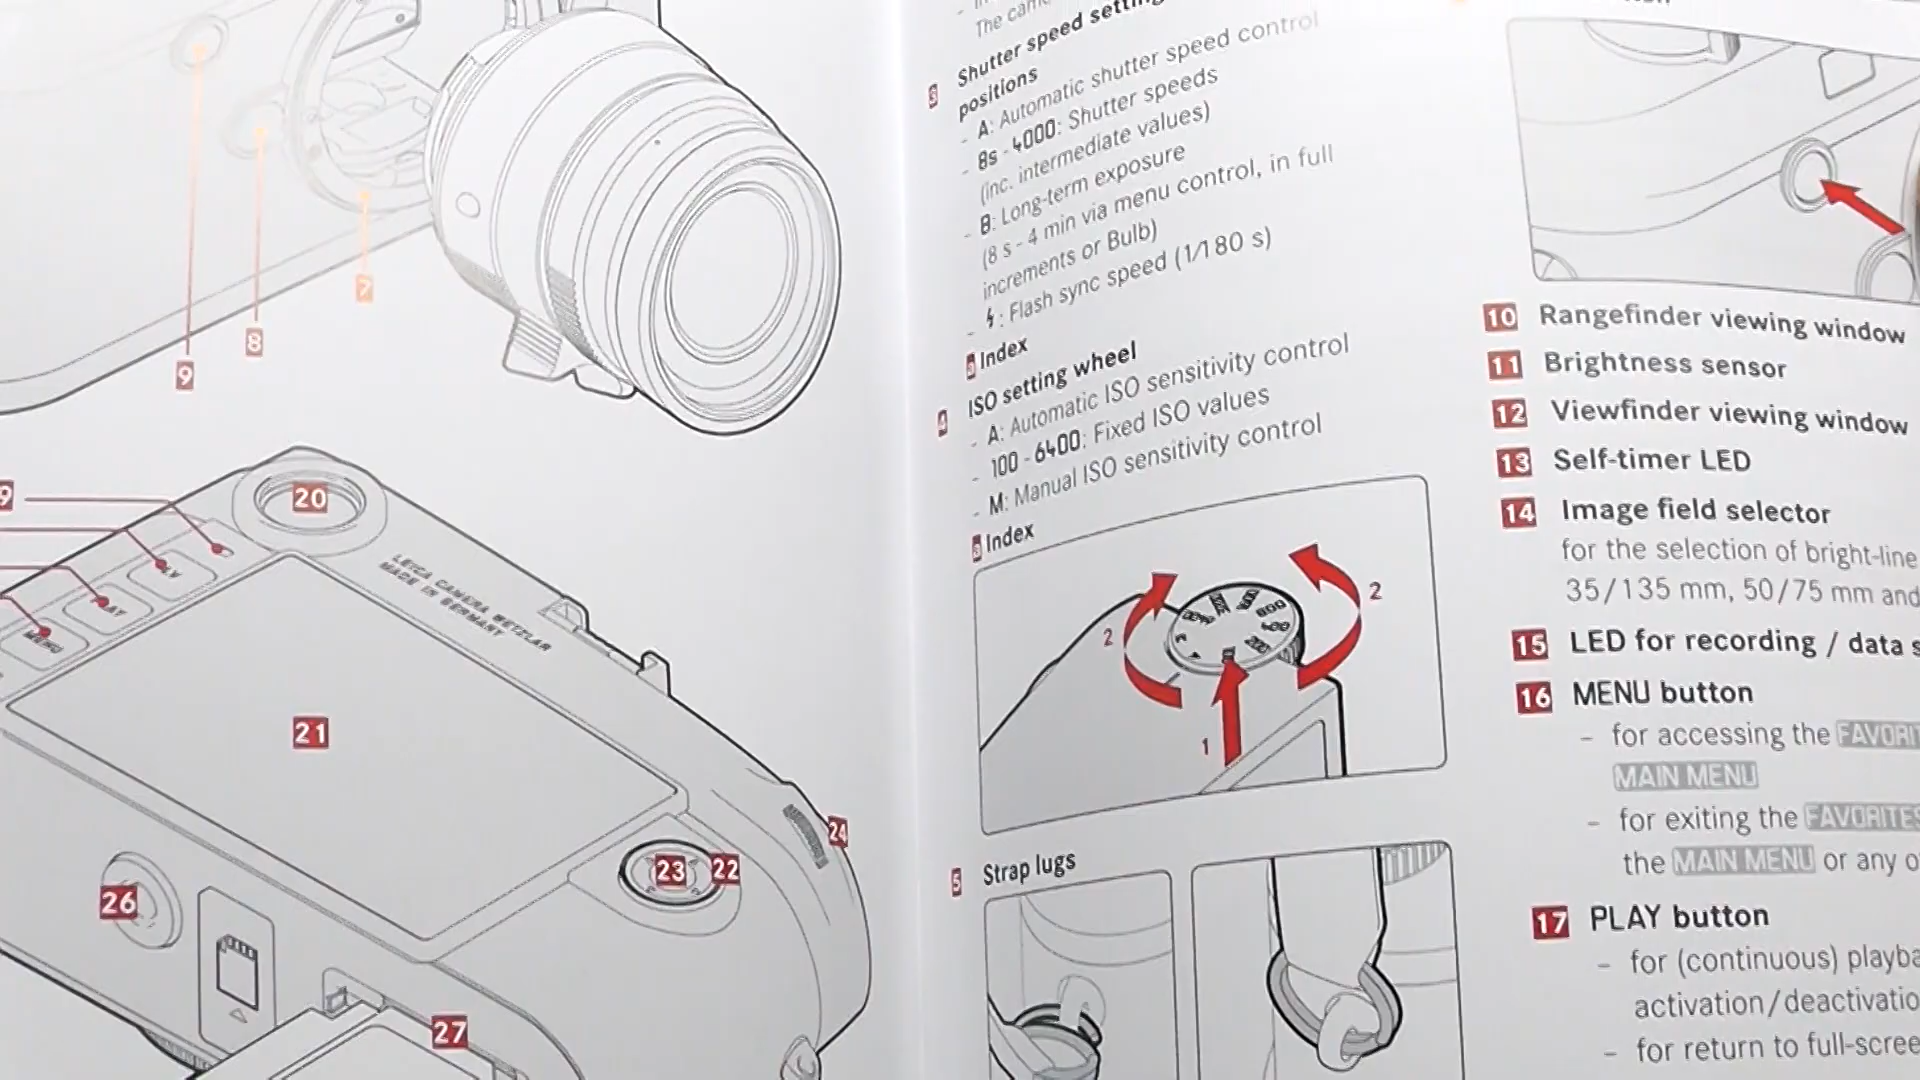 9
8
7
9
20
LV
PLAY
MENU
LEICA CAMERA WETZLAR
MADE IN GERMANY
21
24
23
22
26
27
The
Shutter speed
positions
- A: Automatic shutter speed control
- 8s - 4000: Shutter speeds
(inc. intermediate values)
- B: Long-term exposure
(8 s - 4 min via menu control, in full
increments or Bulb)
- : Flash sync speed (1/180 s)
Index
4 ISO setting wheel
- A: Automatic ISO sensitivity control
- 100 - 6400: Fixed ISO values
- M: Manual ISO sensitivity control
Index
2
2
1
5 Strap lugs
10 Rangefinder viewing window
11 Brightness sensor
12 Viewfinder viewing window
13 Self-timer LED
14 Image field selector
for the selection of bright-line
35/135 mm, 50/75 mm and
15 LED for recording / data
16 MENU button
- for accessing the
MAIN MENU
- for exiting the FAVORITES
the MAIN MENU or any
17 PLAY button
- for (continuous)
- for return to